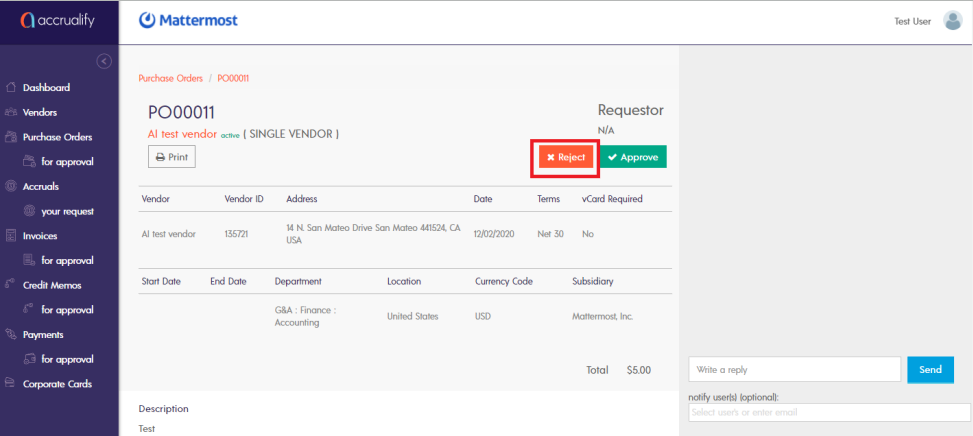 accrualify
Mattermost
Test User
Dashboard
Vendors
Purchase Orders
for approval
Accruals
your request
Invoices
for approval
Credit Memos
for approval
Payments
for approval
Corporate Cards
Purchase Orders / PO00011
PO00011
AI test vendor active ( SINGLE VENDOR )
Print
Requestor
N/A
Reject
Approve
Vendor Vendor ID Address Date Terms vCard Required
AI test vendor 135721 14 N. San Mateo Drive San Mateo 441524, CA USA 12/02/2020 Net 30 No
Start Date End Date Department Location Currency Code Subsidiary
G&A : Finance : Accounting United States USD Mattermost, Inc.
Total $5.00
Description
Test
Write a reply
Send
notify user(s) (optional):
Select user's or enter email